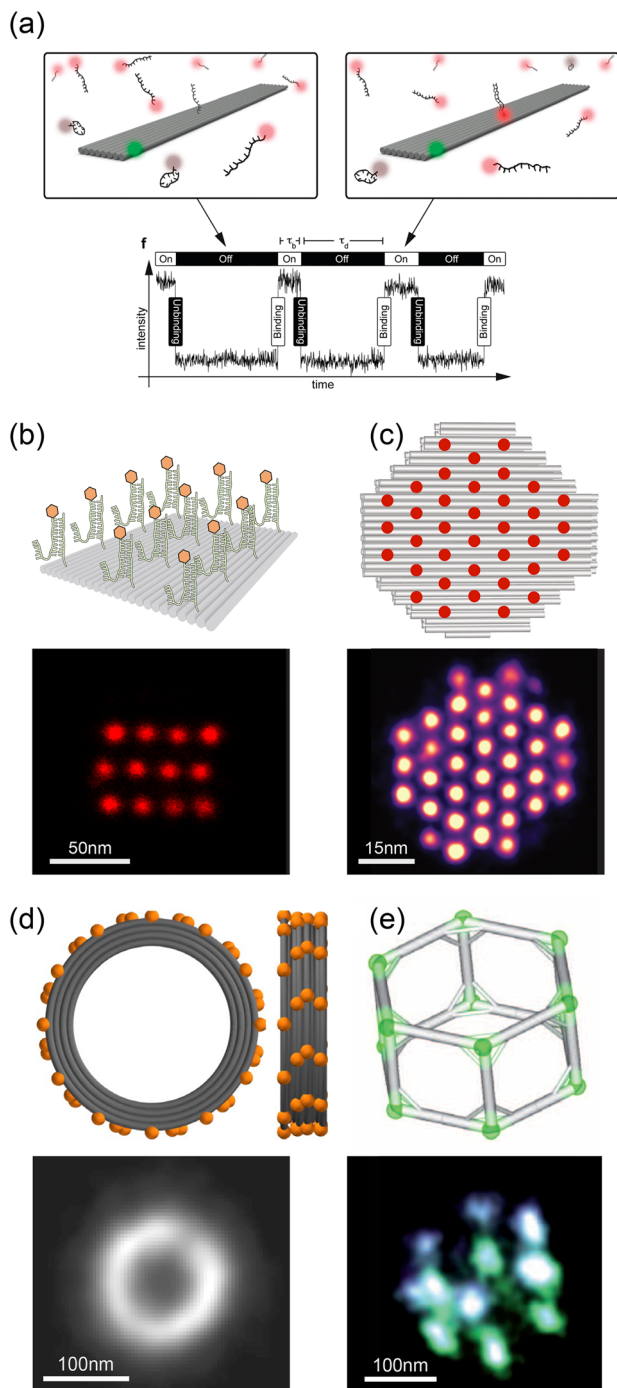 (a)
f
τb
τd
On
Off
On
Off
On
Off
On
intensity
Unbinding
Binding
Unbinding
Binding
Unbinding
Binding
time
(b)
(c)
50nm
15nm
(d)
(e)
100nm
100nm